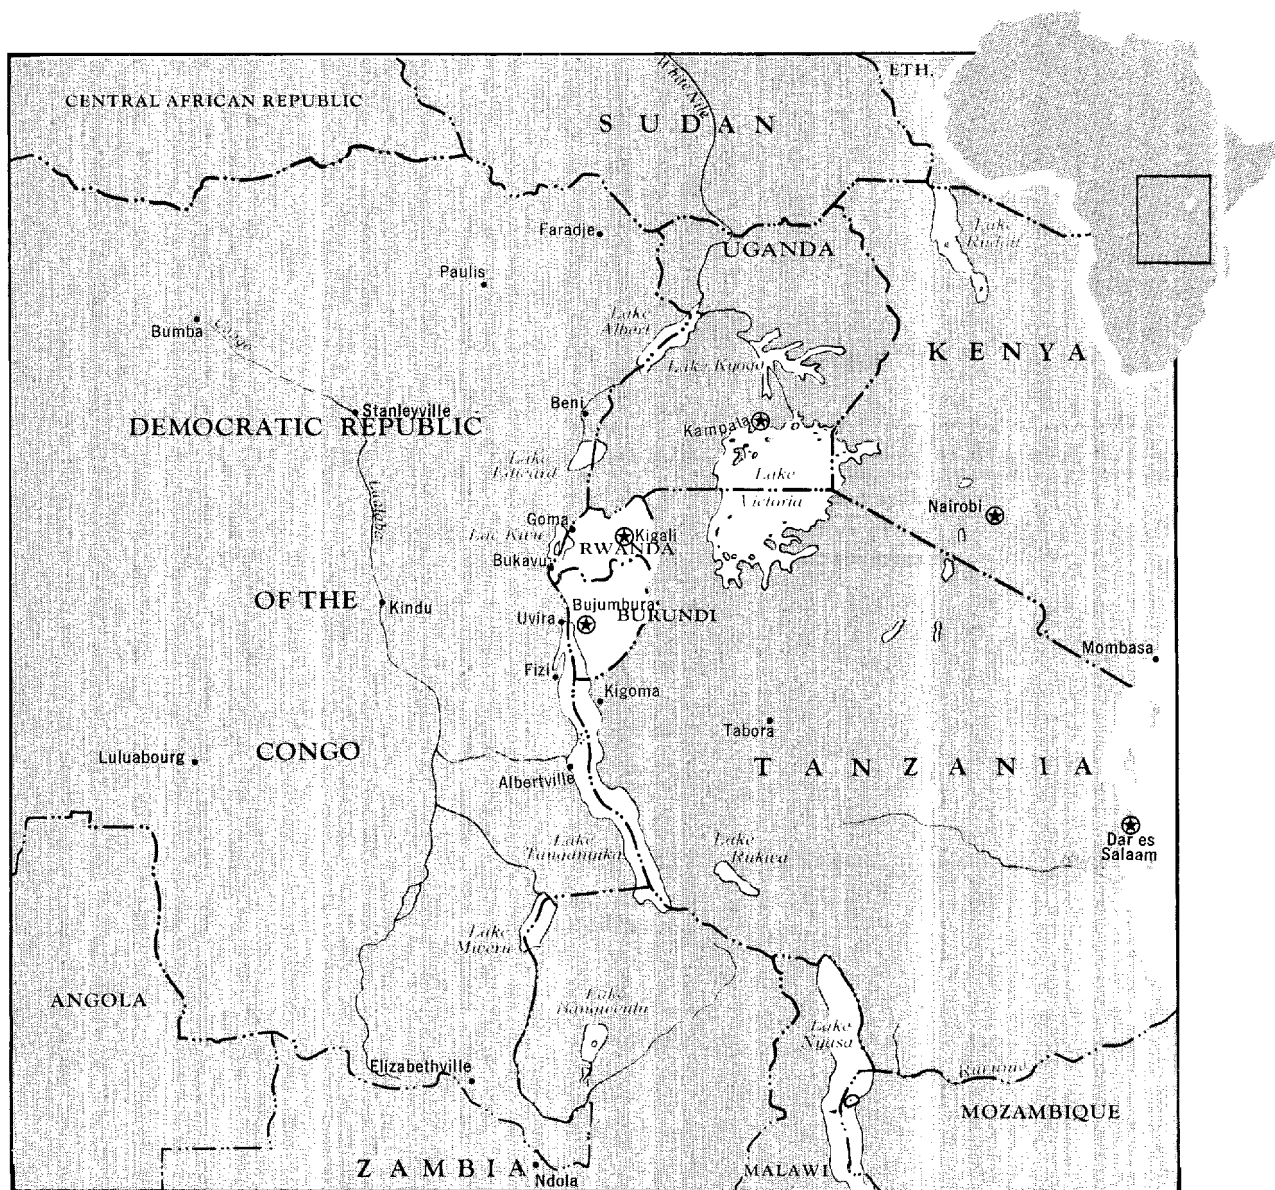 ETH.
White Nile
CENTRAL AFRICAN REPUBLIC
S U D A N
Faradje
UGANDA
Lake
Rudolf
Paulis
Lake
Albert
Bumba
Congo
KENYA
Lake Kyoga
Beni
Stanleyville
DEMOCRATIC REPUBLIC
Kampala
Lake
Edward
Lake
Victoria
Lualaba
Nairobi
Goma
Lake Kivu
Kigali
RWANDA
Bukavu
OF THE
Kindu
Bujumbura
BURUNDI
Uvira
Mombasa
Fizi
Kigoma
Tabora
CONGO
Luluabourg
TANZANIA
Albertville
Dar es
Salaam
Lake
Tanganyika
Lake
Rukwa
Lake
Mweru
ANGOLA
Lake
Bangweulu
Lake
Nyasa
Elizabethville
MOZAMBIQUE
ZAMBIA
MALAWI
Ndola